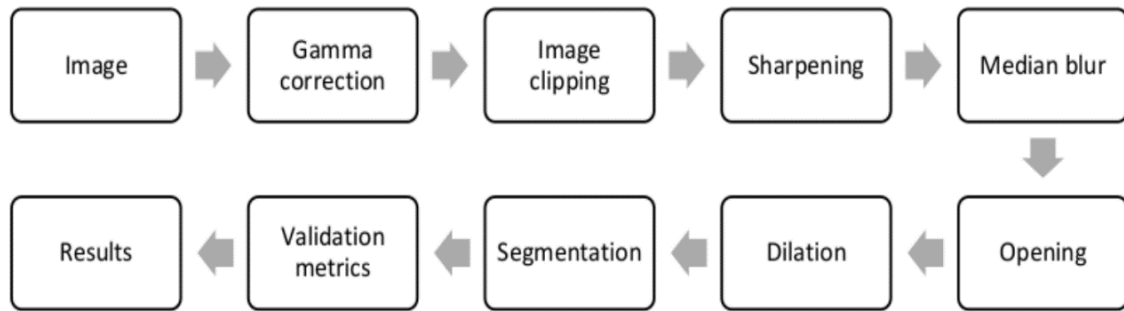 Image
Gamma
correction
Image
clipping
Sharpening
Median blur
Opening
Dilation
Segmentation
Validation
metrics
Results